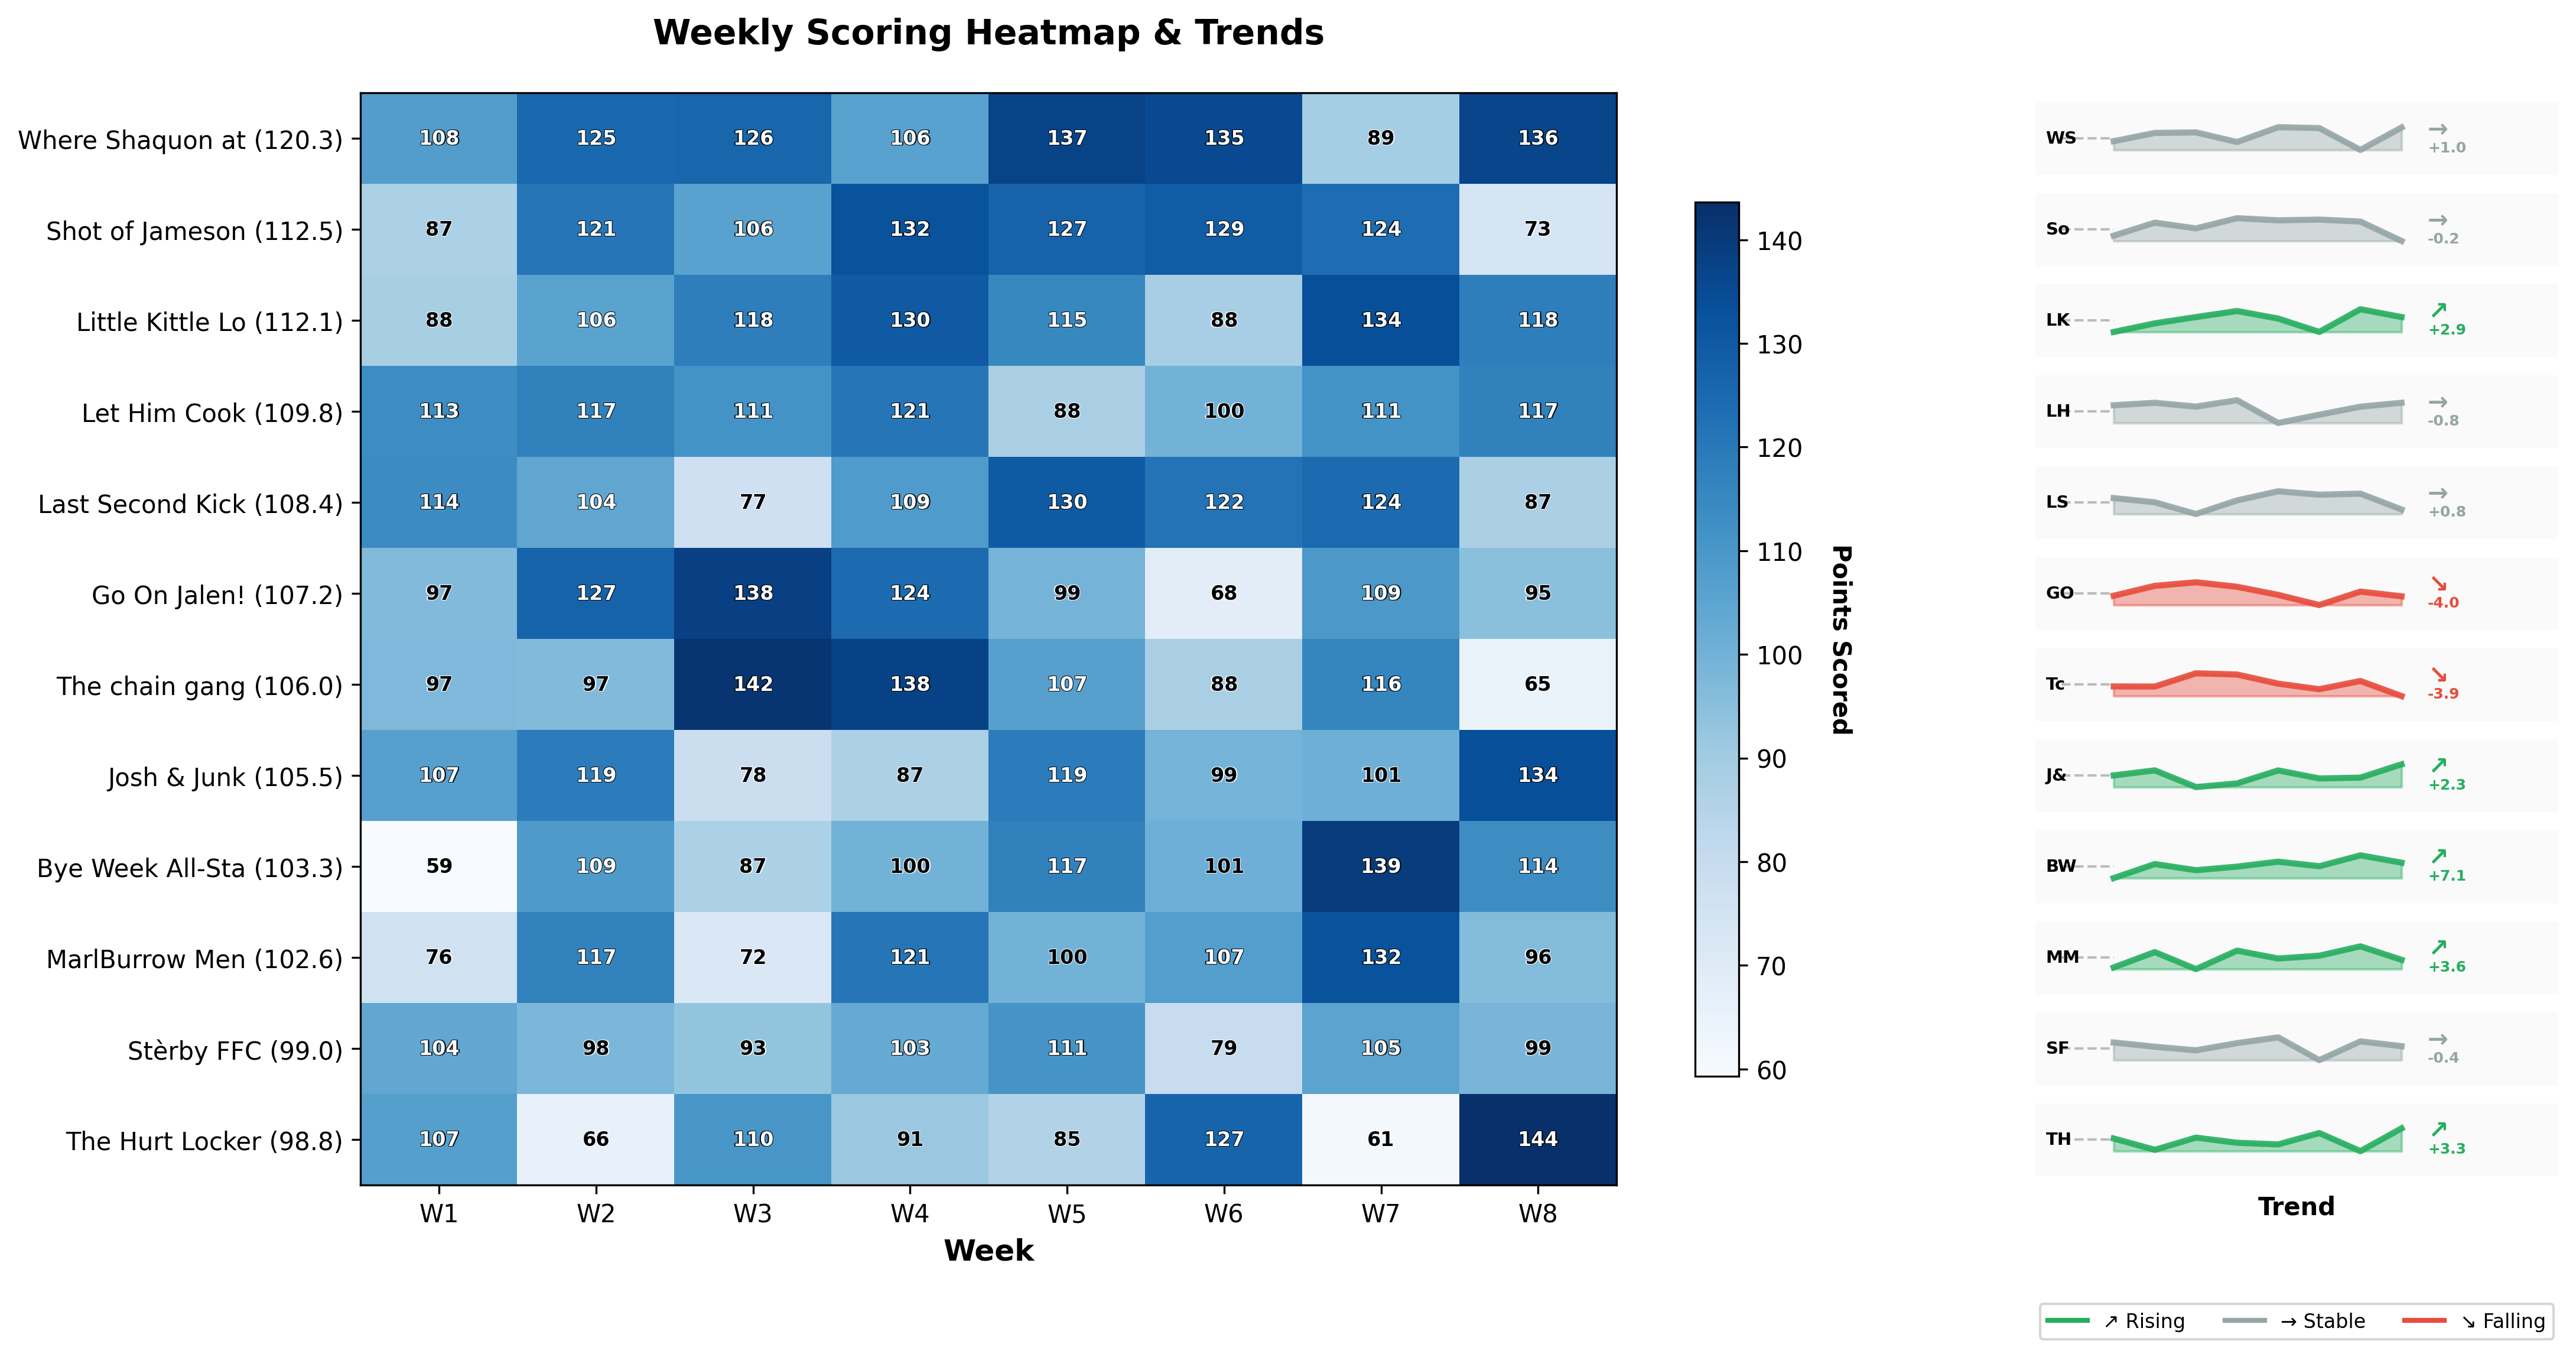 Weekly Scoring Heatmap & Trends
Where Shaquon at (120.3) 108 125 126 106 137 135 89 136
Shot of Jameson (112.5) 87 121 106 132 127 129 124 73
Little Kittle Lo (112.1) 88 106 118 130 115 88 134 118
Let Him Cook (109.8) 113 117 111 121 88 100 111 117
Last Second Kick (108.4) 114 104 77 109 130 122 124 87
Go On Jalen! (107.2) 97 127 138 124 99 68 109 95
The chain gang (106.0) 97 97 142 138 107 88 116 65
Josh & Junk (105.5) 107 119 78 87 119 99 101 134
Bye Week All-Sta (103.3) 59 109 87 100 117 101 139 114
MarlBurrow Men (102.6) 76 117 72 121 100 107 132 96
Stèrby FFC (99.0) 104 98 93 103 111 79 105 99
The Hurt Locker (98.8) 107 66 110 91 85 127 61 144
W1 W2 W3 W4 W5 W6 W7 W8
Week
140
130
120
110
100
90
80
70
60
Points Scored
WS → +1.0
So → -0.2
LK ↗ +2.9
LH → -0.8
LS → +0.8
GO ↘ -4.0
Tc ↘ -3.9
J& ↗ +2.3
BW ↗ +7.1
MM ↗ +3.6
SF → -0.4
TH ↗ +3.3
Trend
↗ Rising → Stable ↘ Falling